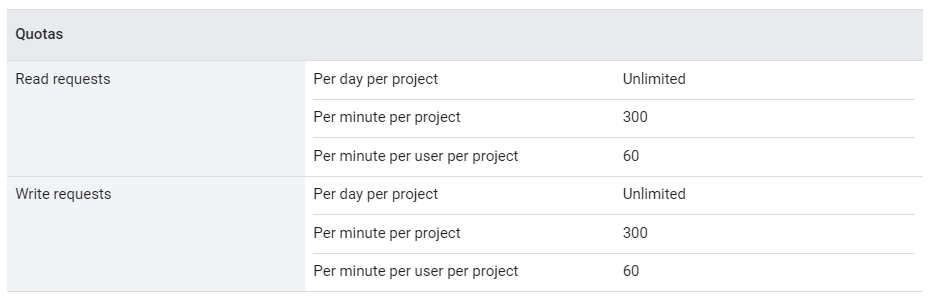 Quotas
Read requests Per day per project Unlimited
Per minute per project 300
Per minute per user per project 60
Write requests Per day per project Unlimited
Per minute per project 300
Per minute per user per project 60